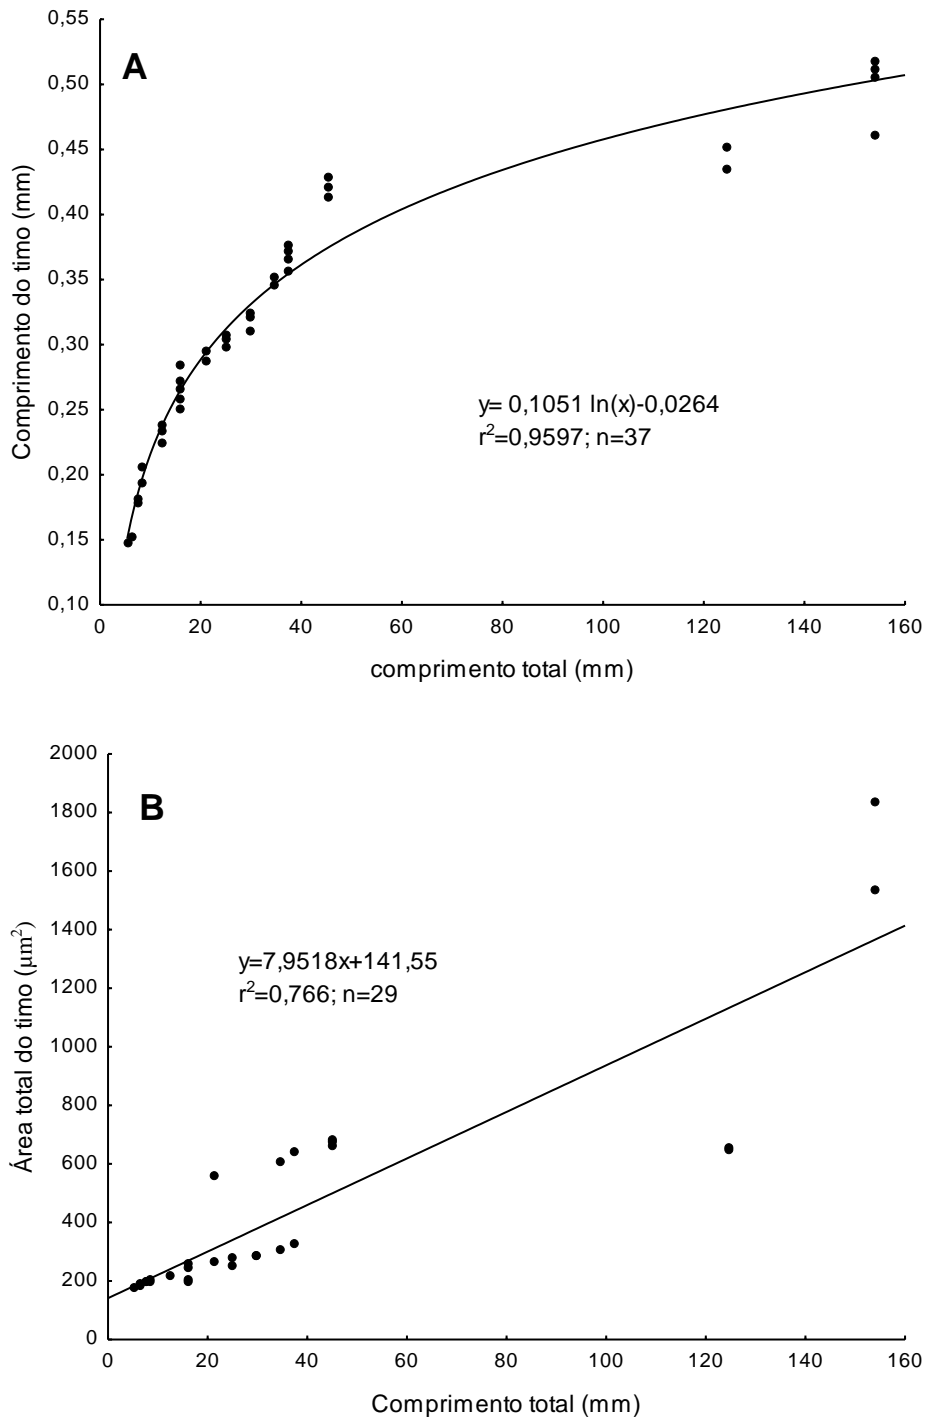 A
0,55
0,50
0,45
0,40
0,35
0,30
0,25
0,20
0,15
0,10
Comprimento do timo (mm)
y= 0,1051 ln(x)-0,0264
r²=0,9597; n=37
0 20 40 60 80 100 120 140 160
comprimento total (mm)
B
2000
1800
1600
1400
1200
1000
800
600
400
200
0
Área total do timo (µm²)
y=7,9518x+141,55
r²=0,766; n=29
0 20 40 60 80 100 120 140 160
Comprimento total (mm)